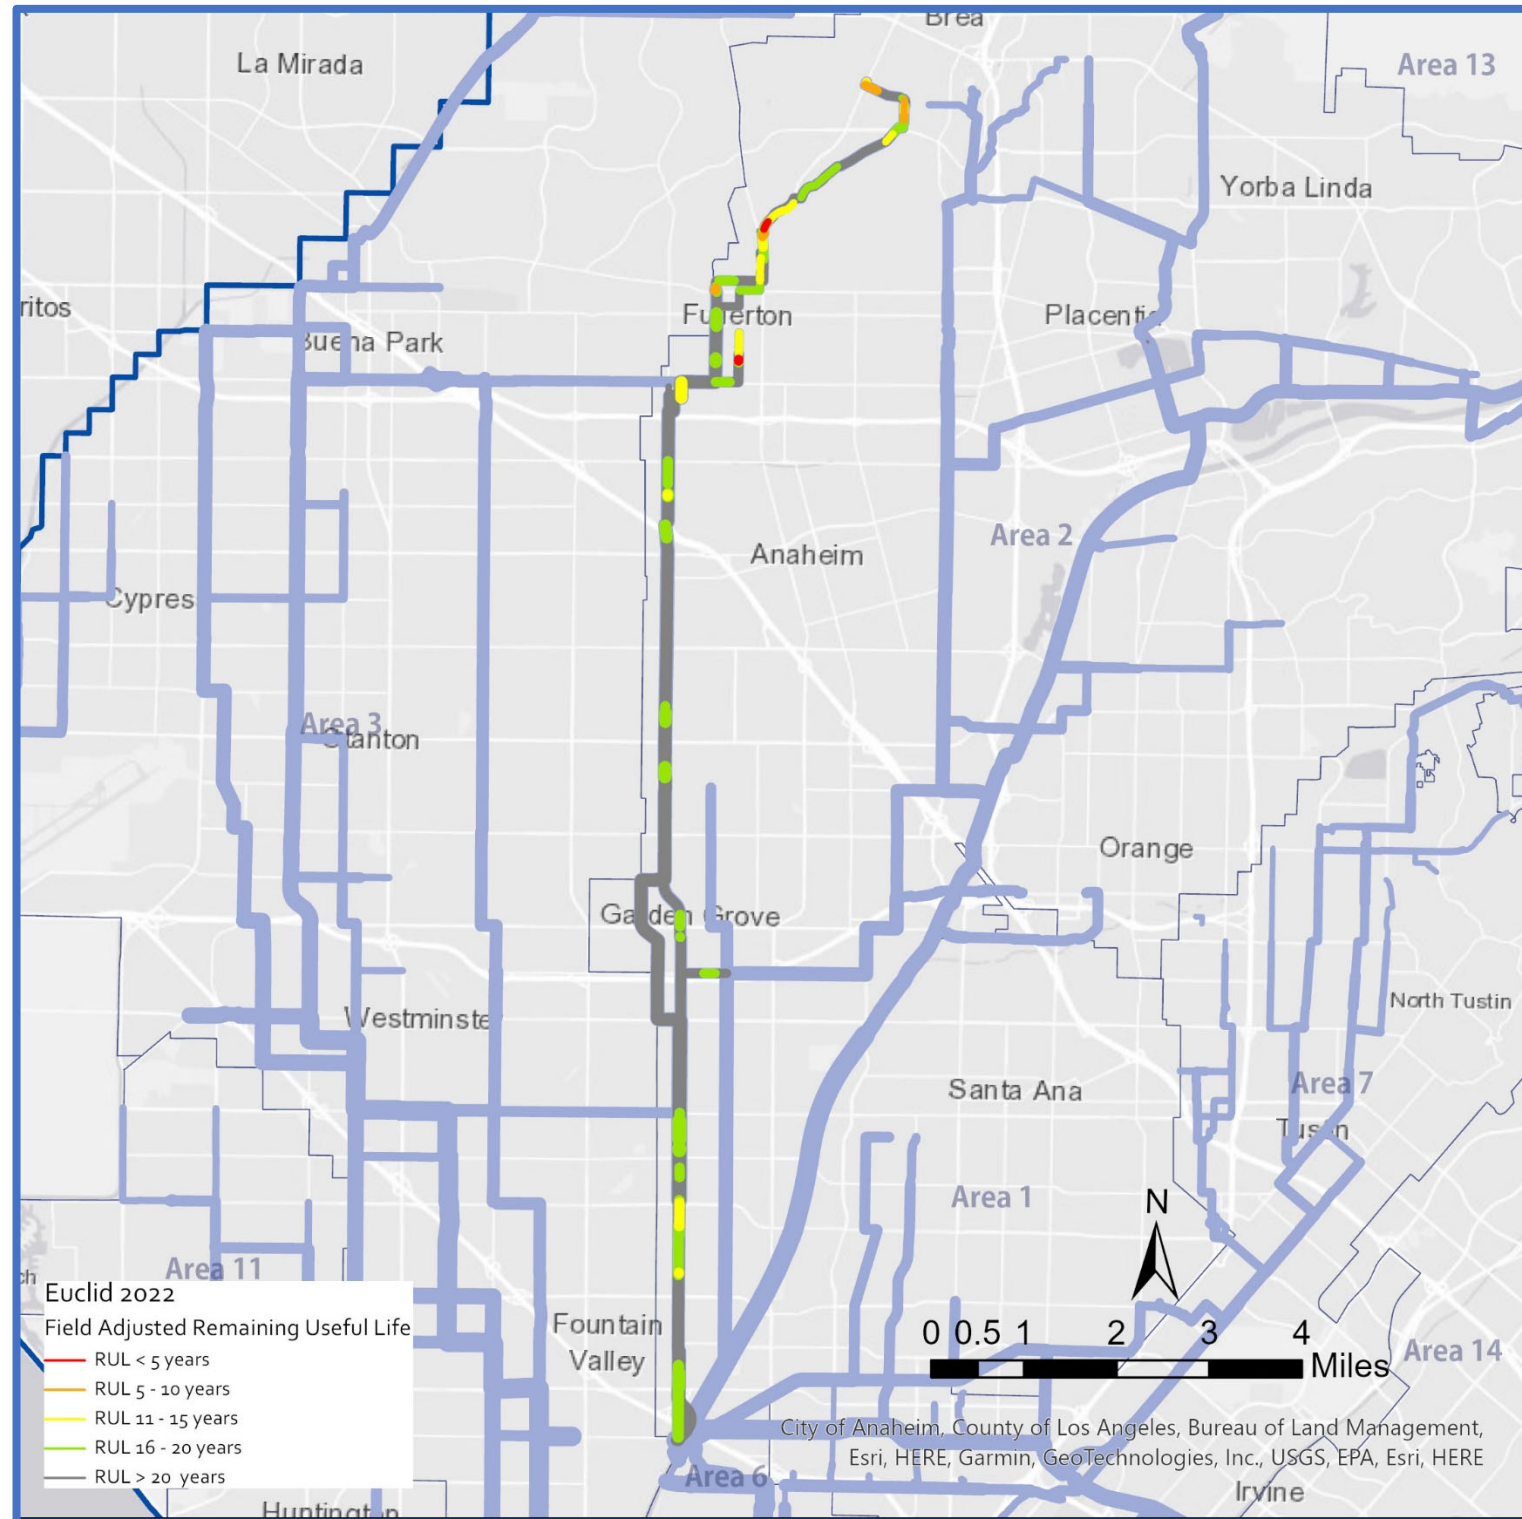 Brea
La Mirada
Area 13
Yorba Linda
ritos
Fullerton
Placentia
Buena Park
Area 2
Anaheim
Cypres
Area 3
Stanton
Orange
Garden Grove
North Tustin
Westminste
Area 7
Santa Ana
Tustin
Area 1
N
Area 11
ch
Euclid 2022
Field Adjusted Remaining Useful Life
RUL < 5 years
RUL 5 - 10 years
RUL 11 - 15 years
RUL 16 - 20 years
RUL > 20 years
Fountain
Valley
0 0.5 1 2 3 4
Miles
Area 14
City of Anaheim, County of Los Angeles, Bureau of Land Management,
Esri, HERE, Garmin, GeoTechnologies, Inc., USGS, EPA, Esri, HERE
Area 6
Irvine
Huntington